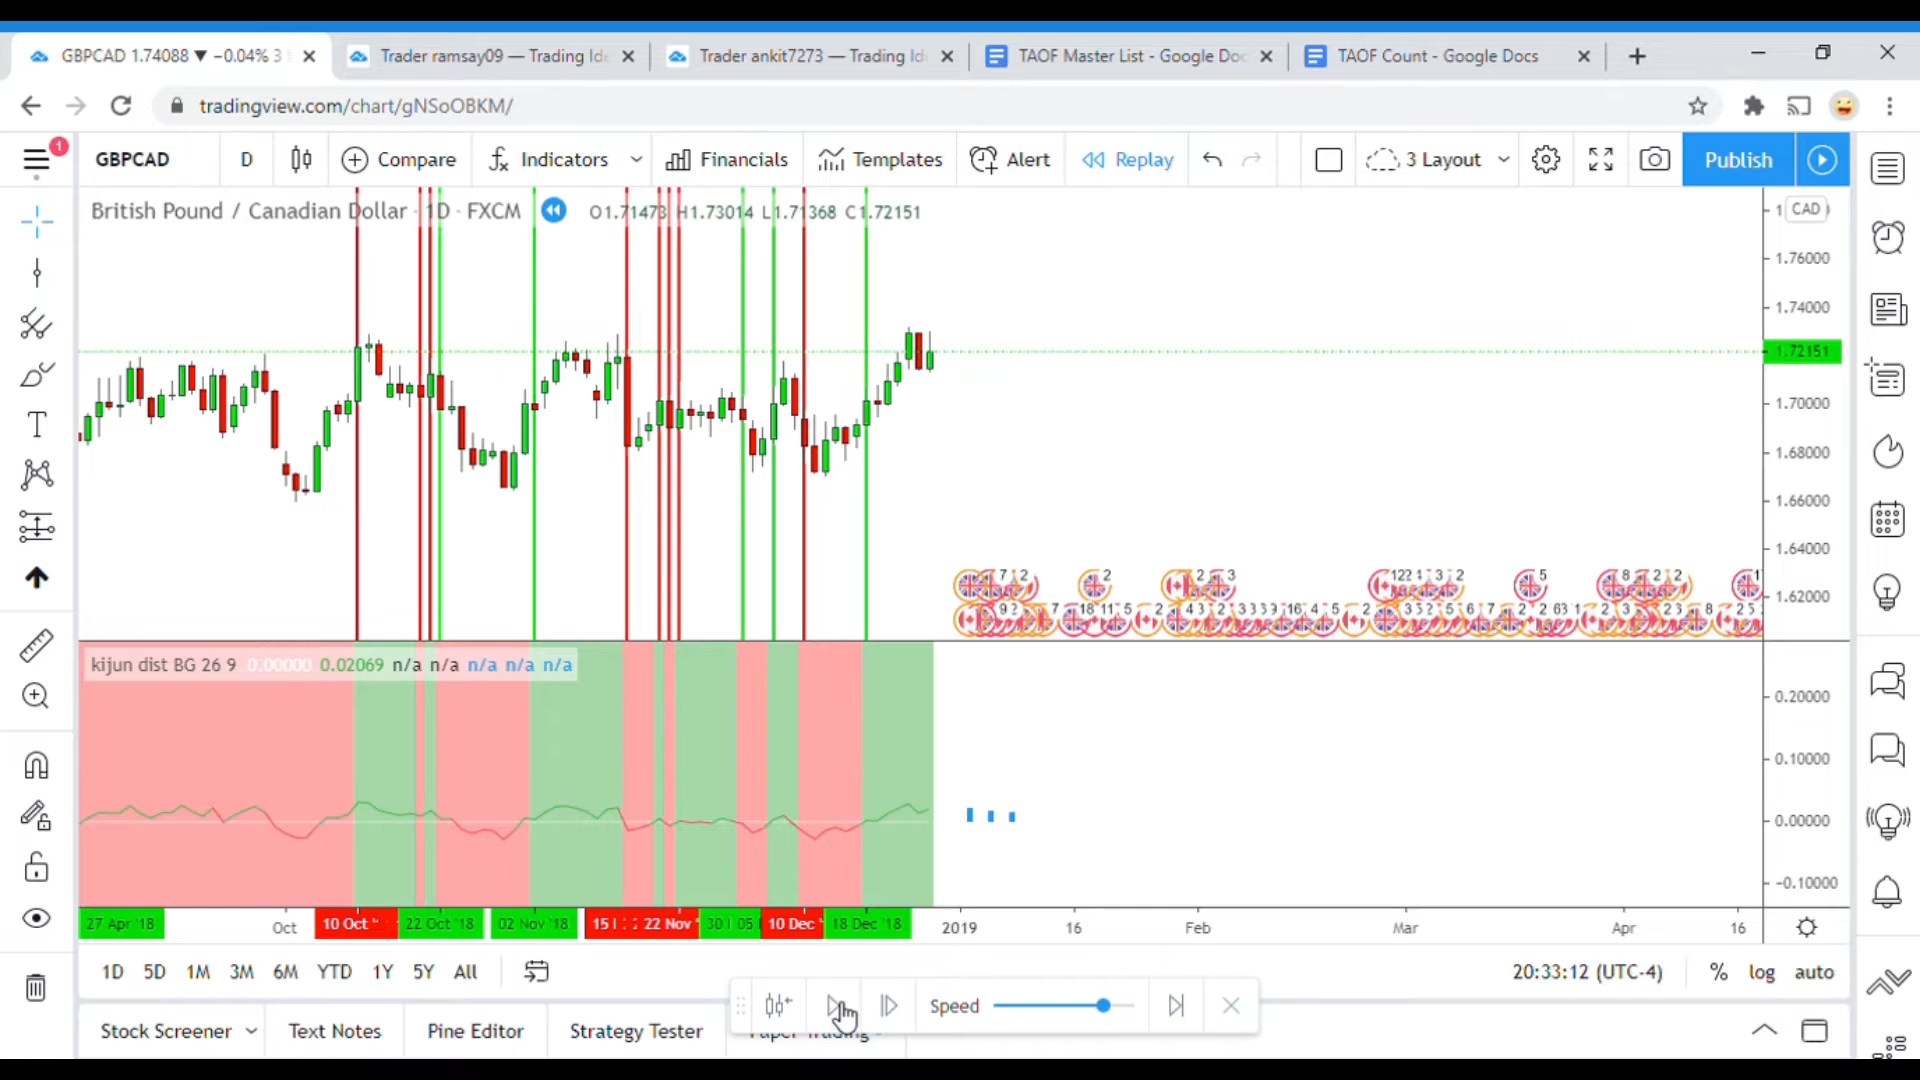 GBPCAD 1.74088 ▼ −0.04% 3
Trader ramsay09 — Trading Ide
Trader ankit7273 — Trading Id
TAOF Master List - Google Doc
TAOF Count - Google Docs
tradingview.com/chart/gNSoOBKM/
1
GBPCAD
D
Compare
Indicators
Financials
Templates
Alert
Replay
3 Layout
Publish
British Pound / Canadian Dollar · 1D · FXCM
O1.71473 H1.73014 L1.71368 C1.72151
CAD
1.76000
1.74000
1.72151
1.70000
1.68000
1.66000
1.64000
1.62000
kijun dist BG 26 9 0.00000 0.02069 n/a n/a n/a n/a n/a
0.20000
0.10000
0.00000
-0.10000
27 Apr '18
Oct
10 Oct
22 Oct '18
02 Nov '18
22 Nov
10 Dec
18 Dec '18
2019
16
Feb
Mar
Apr
16
1D 5D 1M 3M 6M YTD 1Y 5Y All
20:33:12 (UTC-4)
% log auto
Speed
Stock Screener
Text Notes
Pine Editor
Strategy Tester
Paper Trading